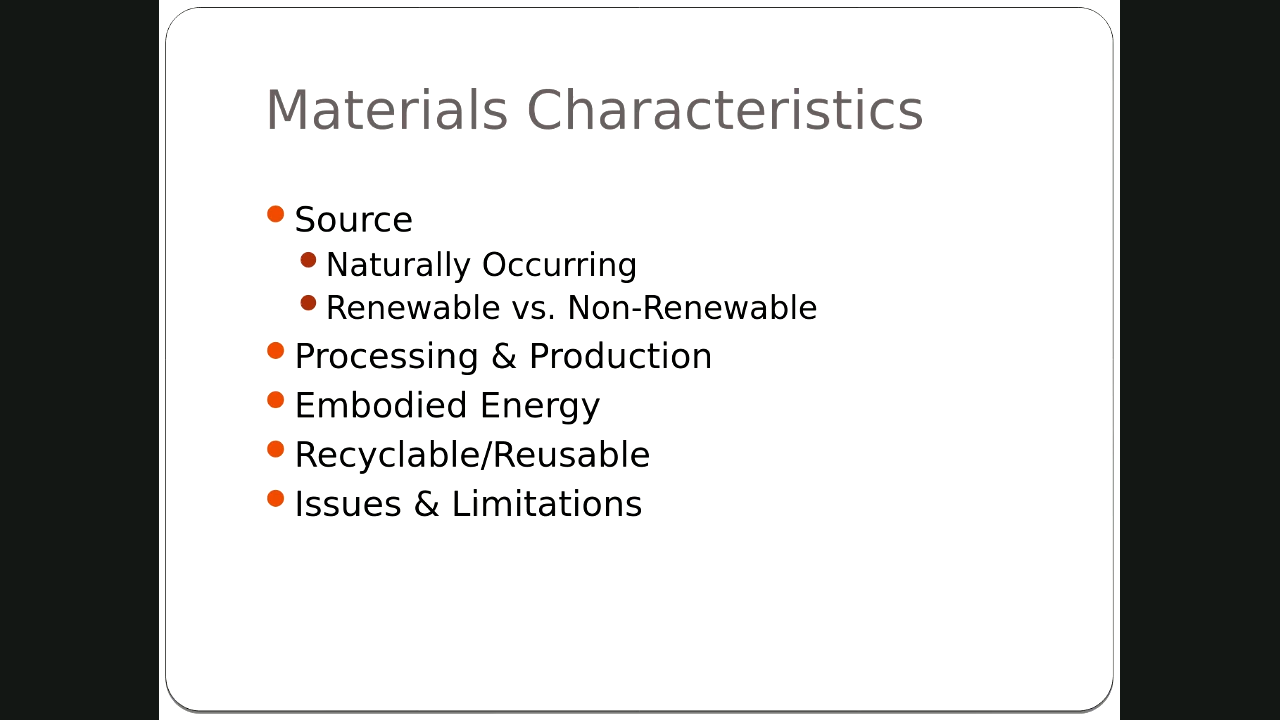 Materials Characteristics
Source
Naturally Occurring
Renewable vs. Non-Renewable
Processing & Production
Embodied Energy
Recyclable/Reusable
Issues & Limitations